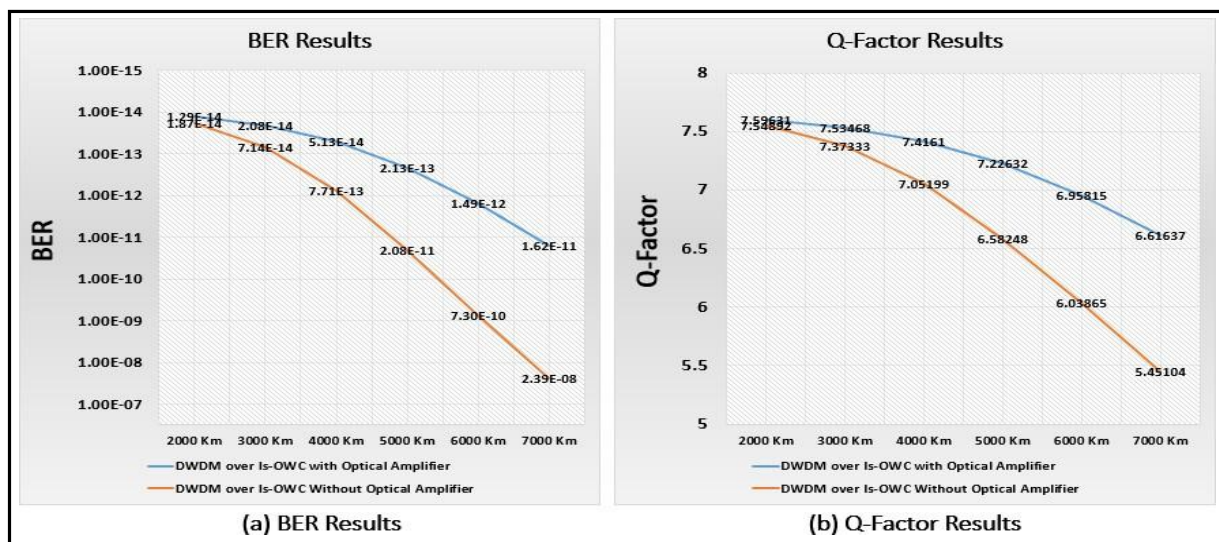 BER Results
BER
1.00E-15
1.00E-14
1.00E-13
1.00E-12
1.00E-11
1.00E-10
1.00E-09
1.00E-08
1.00E-07
1.29E-14
2.08E-14
5.13E-14
2.13E-13
1.49E-12
1.62E-11
1.87E-14
7.14E-14
7.71E-13
2.08E-11
7.30E-10
2.39E-08
2000 Km 3000 Km 4000 Km 5000 Km 6000 Km 7000 Km
DWDM over Is-OWC with Optical Amplifier
DWDM over Is-OWC Without Optical Amplifier
(a) BER Results
Q-Factor Results
Q-Factor
8
7.5
7
6.5
6
5.5
5
7.59631
7.53468
7.4161
7.22632
6.95815
6.61637
7.54892
7.37333
7.05199
6.58248
6.03865
5.45104
2000 Km 3000 Km 4000 Km 5000 Km 6000 Km 7000 Km
DWDM over Is-OWC with Optical Amplifier
DWDM over Is-OWC Without Optical Amplifier
(b) Q-Factor Results